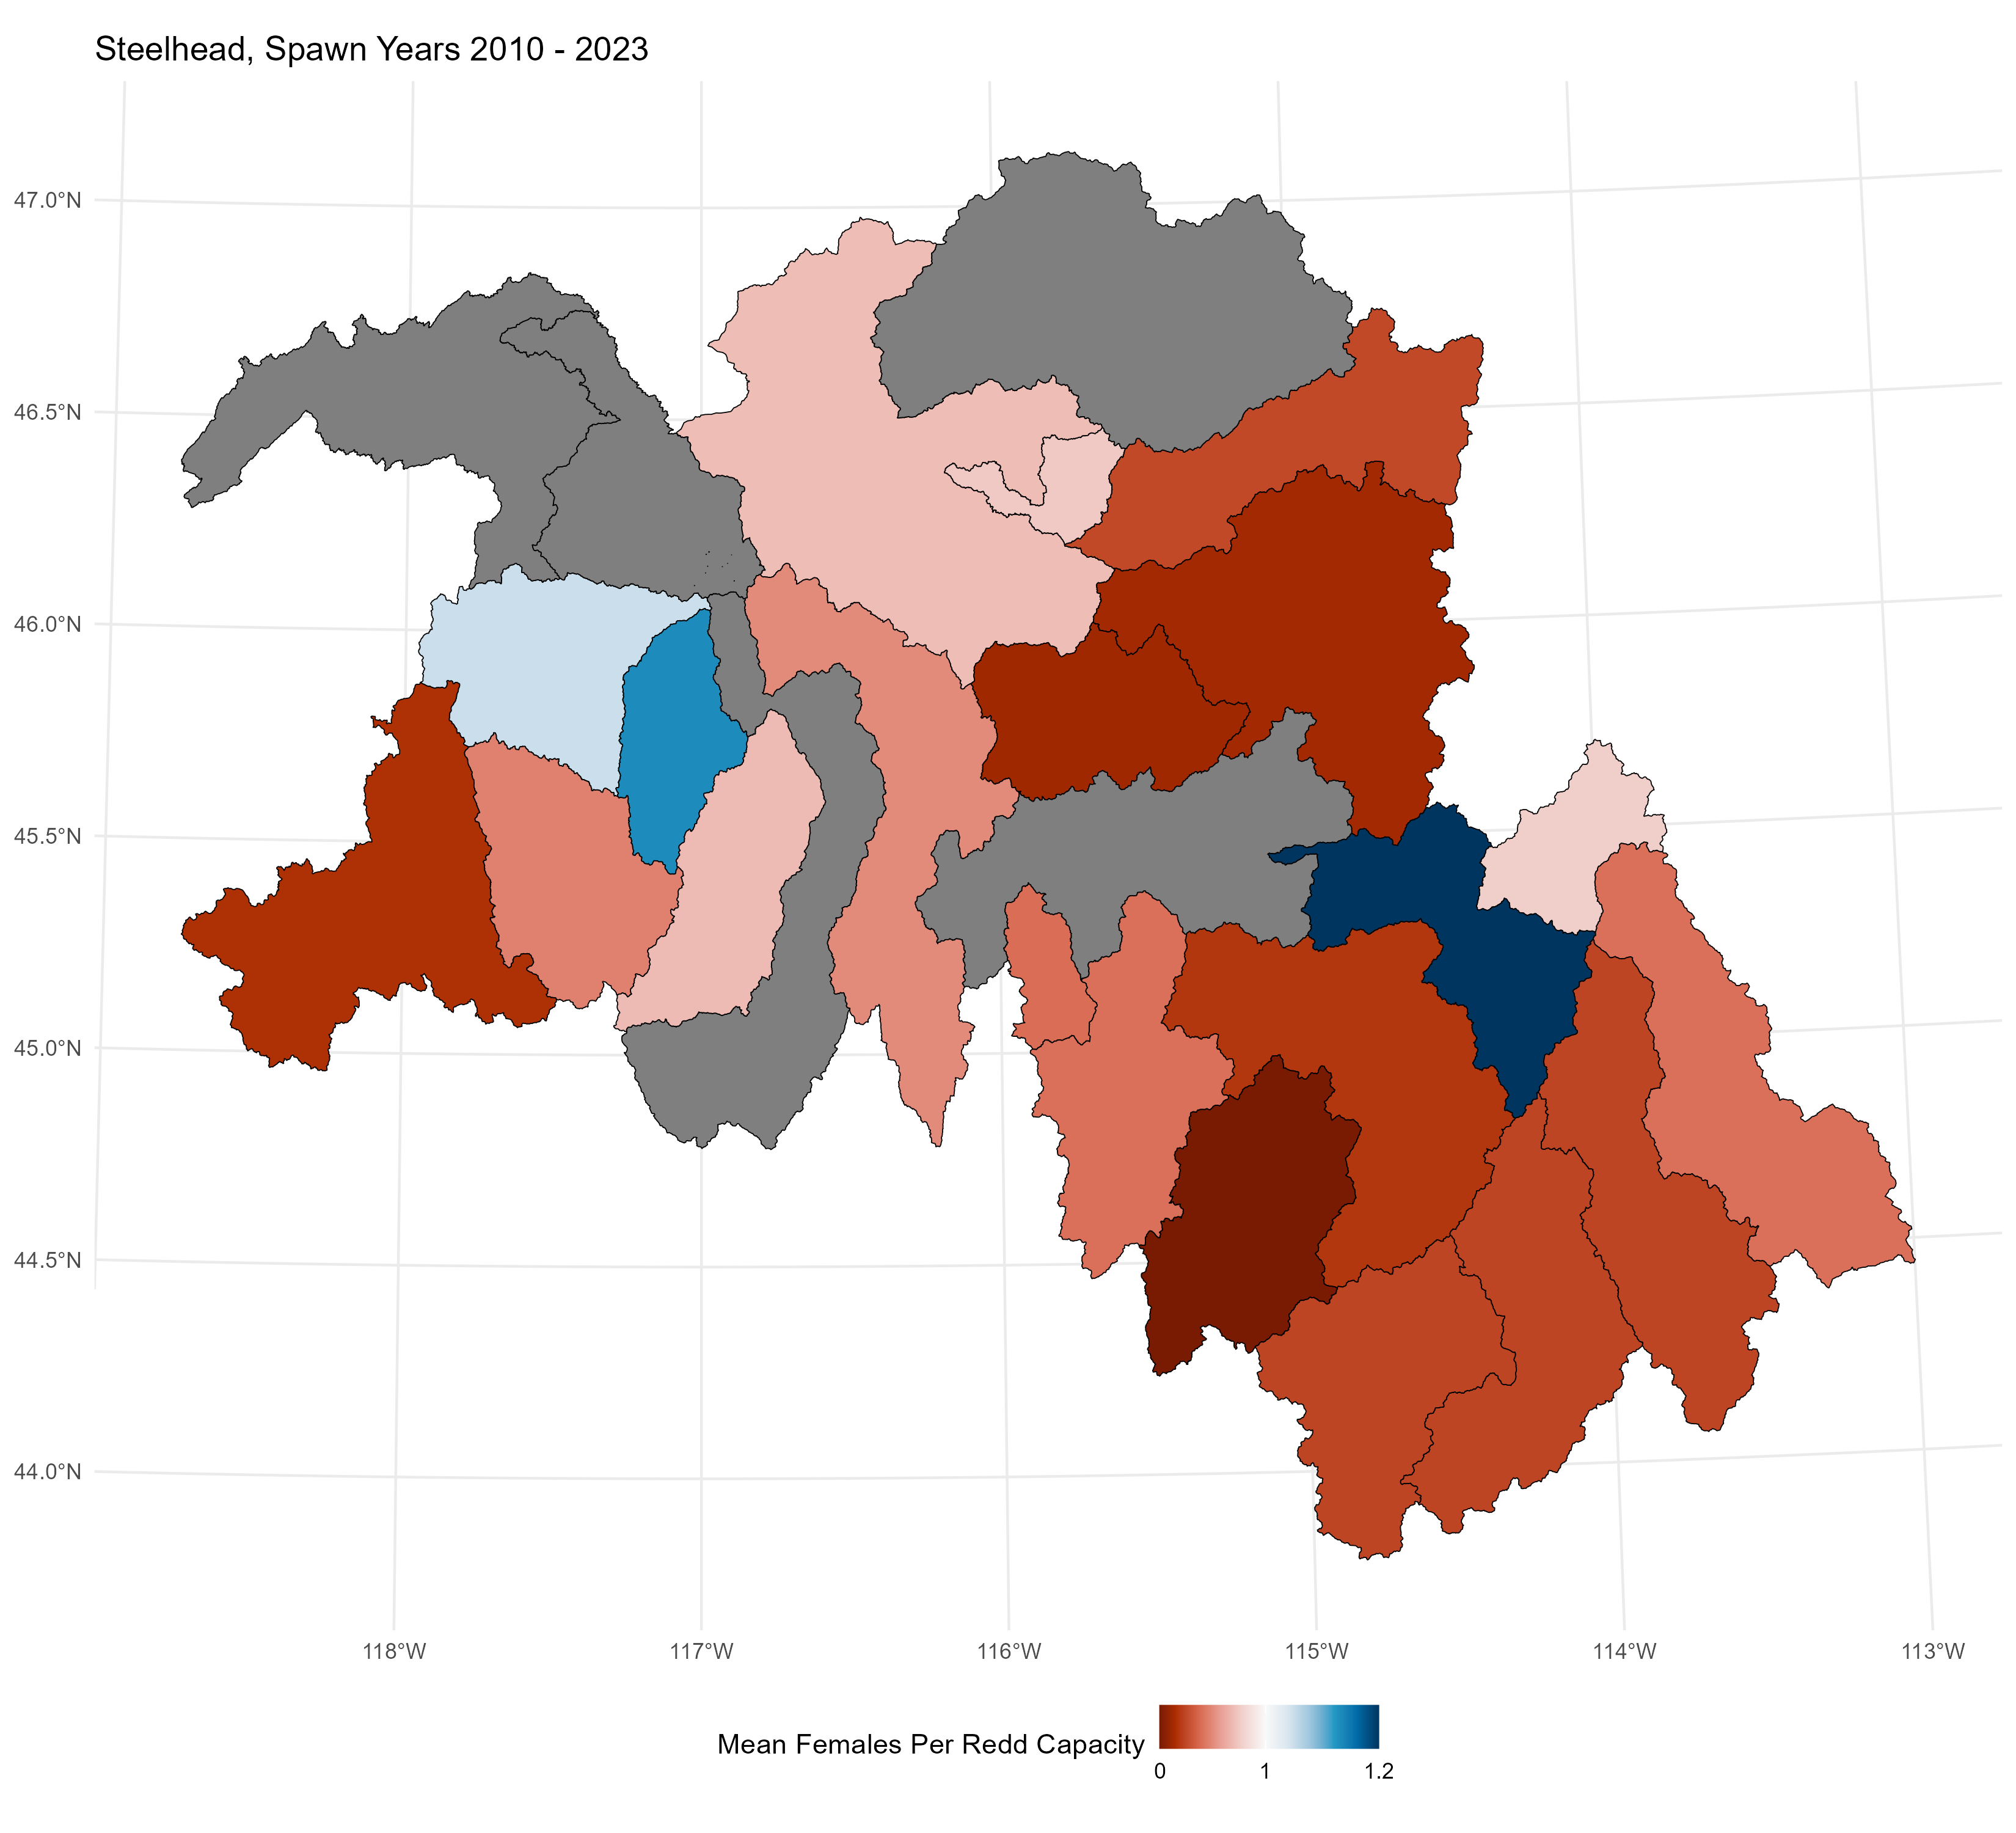 Steelhead, Spawn Years 2010 - 2023
47.0°N
46.5°N
46.0°N
45.5°N
45.0°N
44.5°N
44.0°N
118°W 117°W 116°W 115°W 114°W 113°W
Mean Females Per Redd Capacity
0 1 1.2